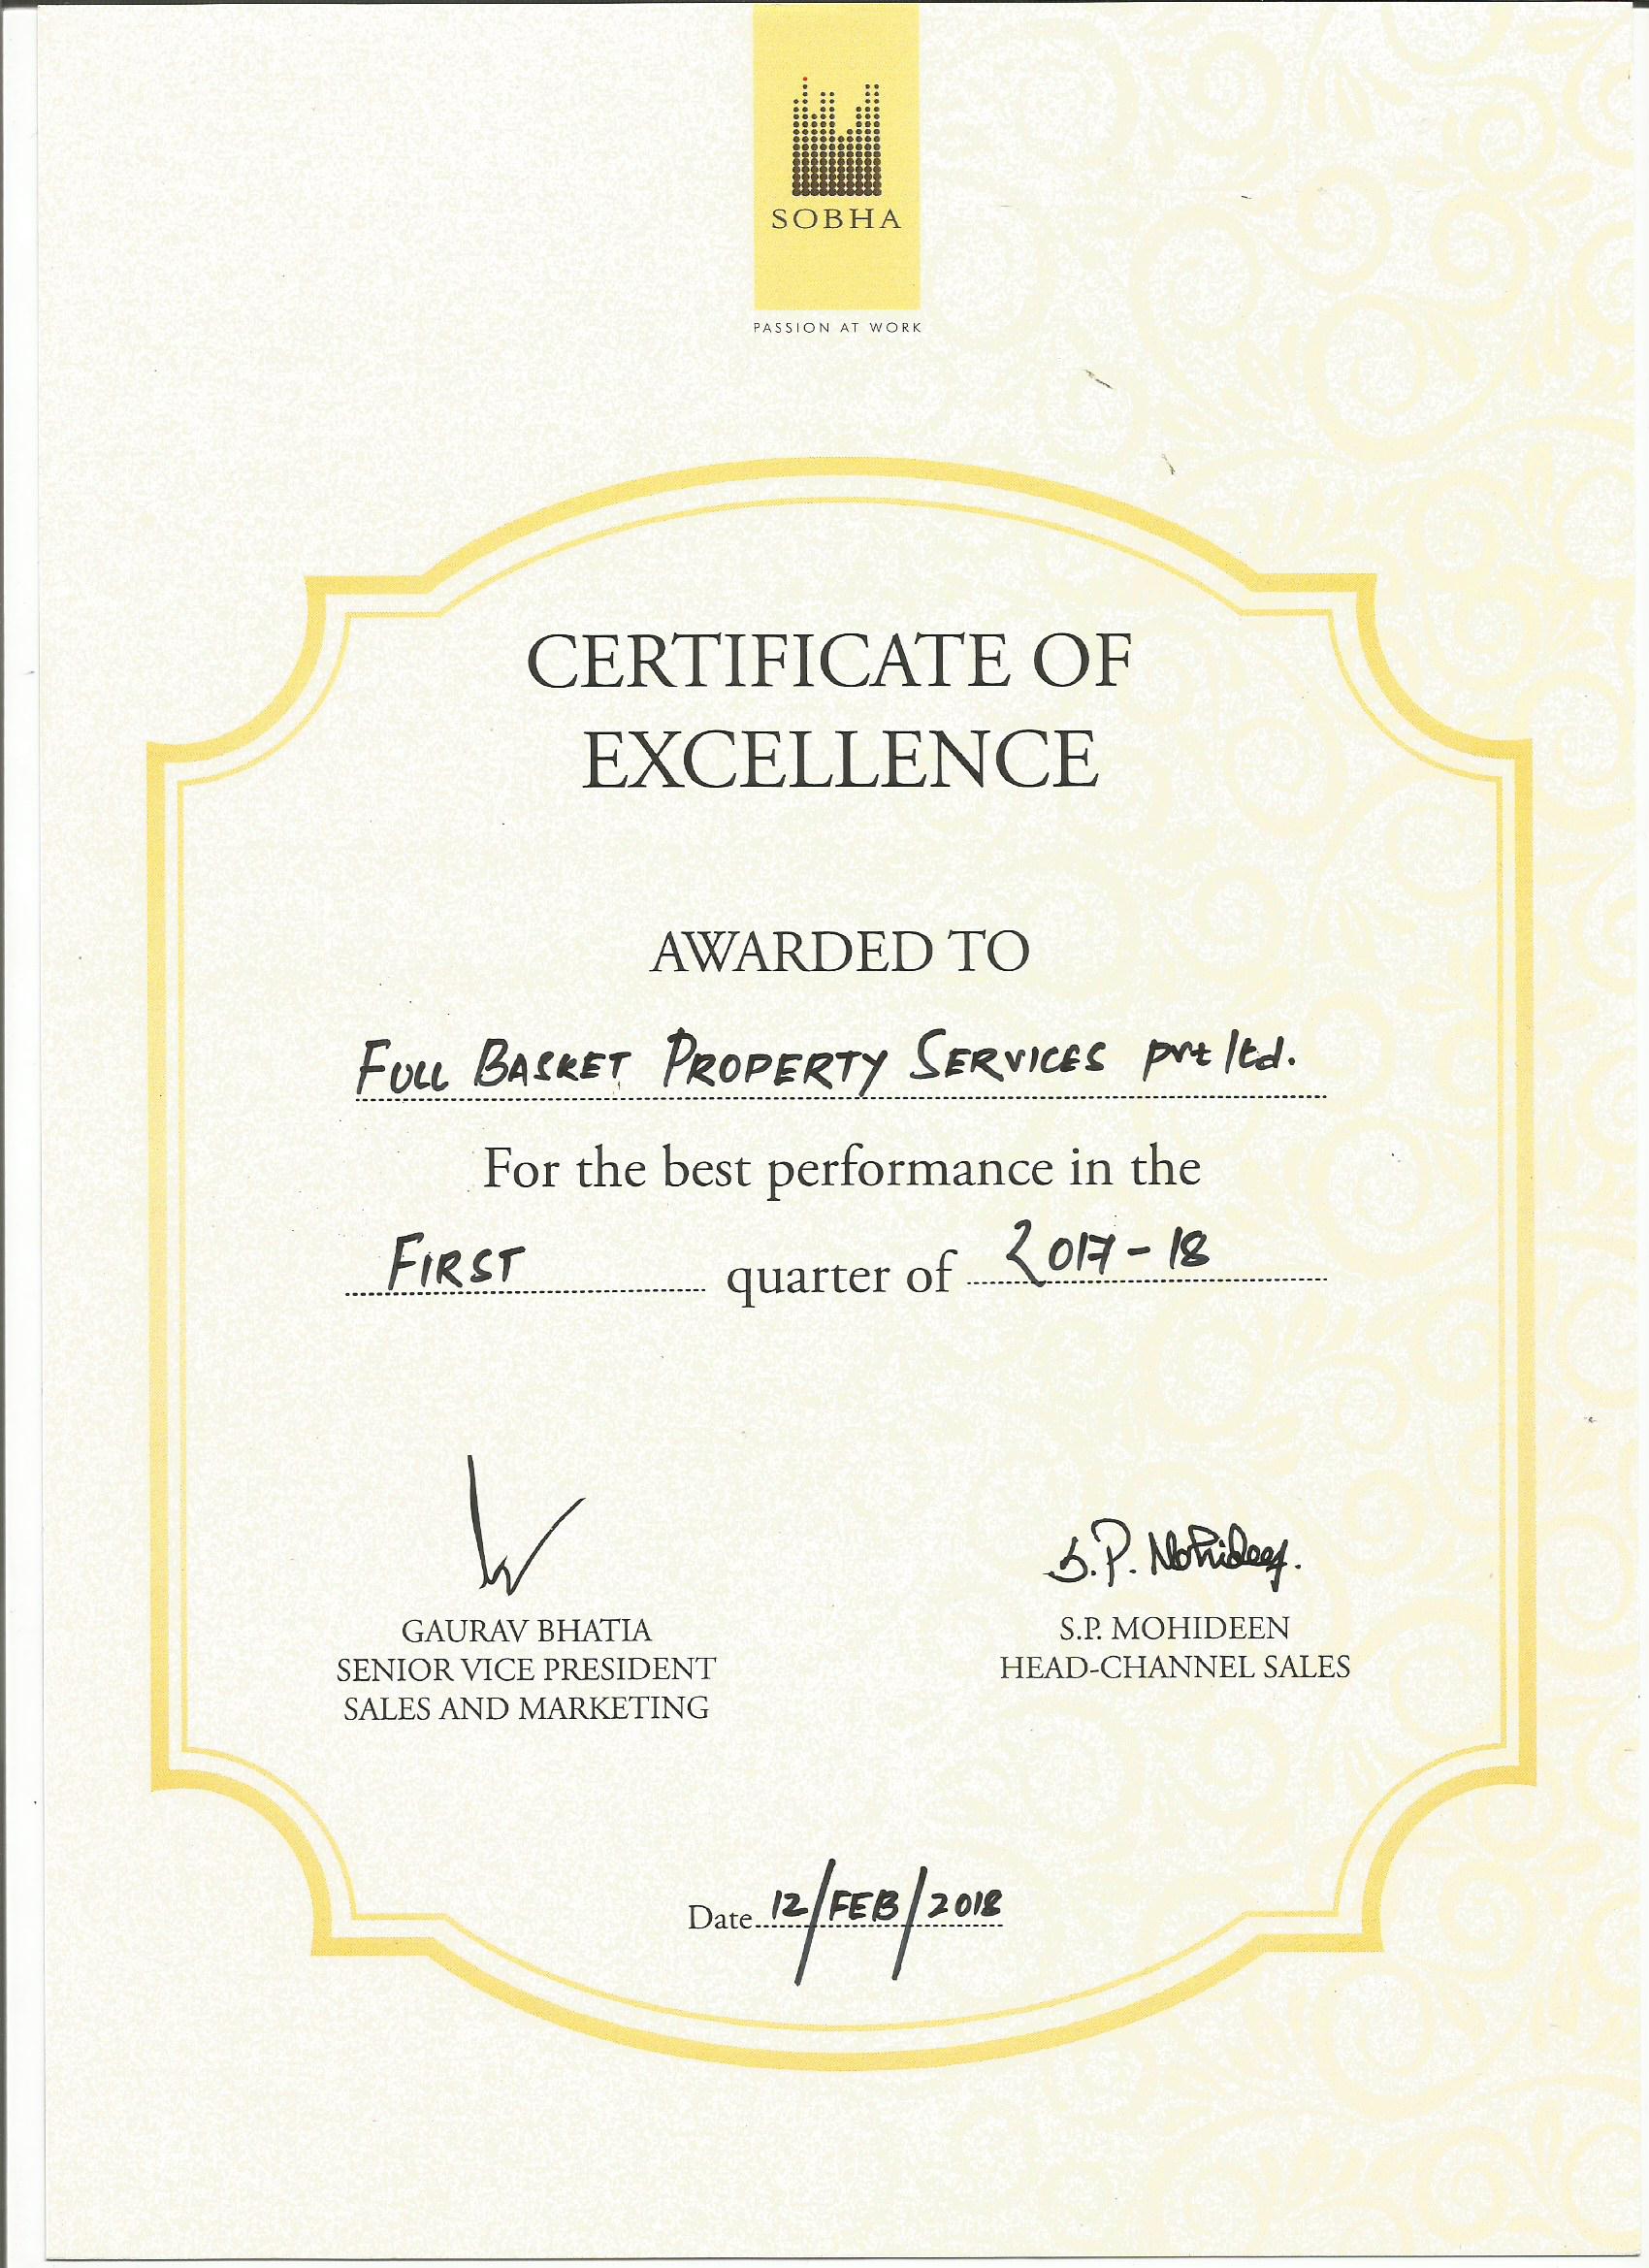 SOBHA
PASSION AT WORK
CERTIFICATE OF
EXCELLENCE
AWARDED TO
FULL BASKET PROPERTY SERVICES pvt ltd.
For the best performance in the
FIRST quarter of 2017-18
S.P. Mohideen.
GAURAV BHATIA
SENIOR VICE PRESIDENT
SALES AND MARKETING
S.P. MOHIDEEN
HEAD-CHANNEL SALES
Date 12/FEB/2018